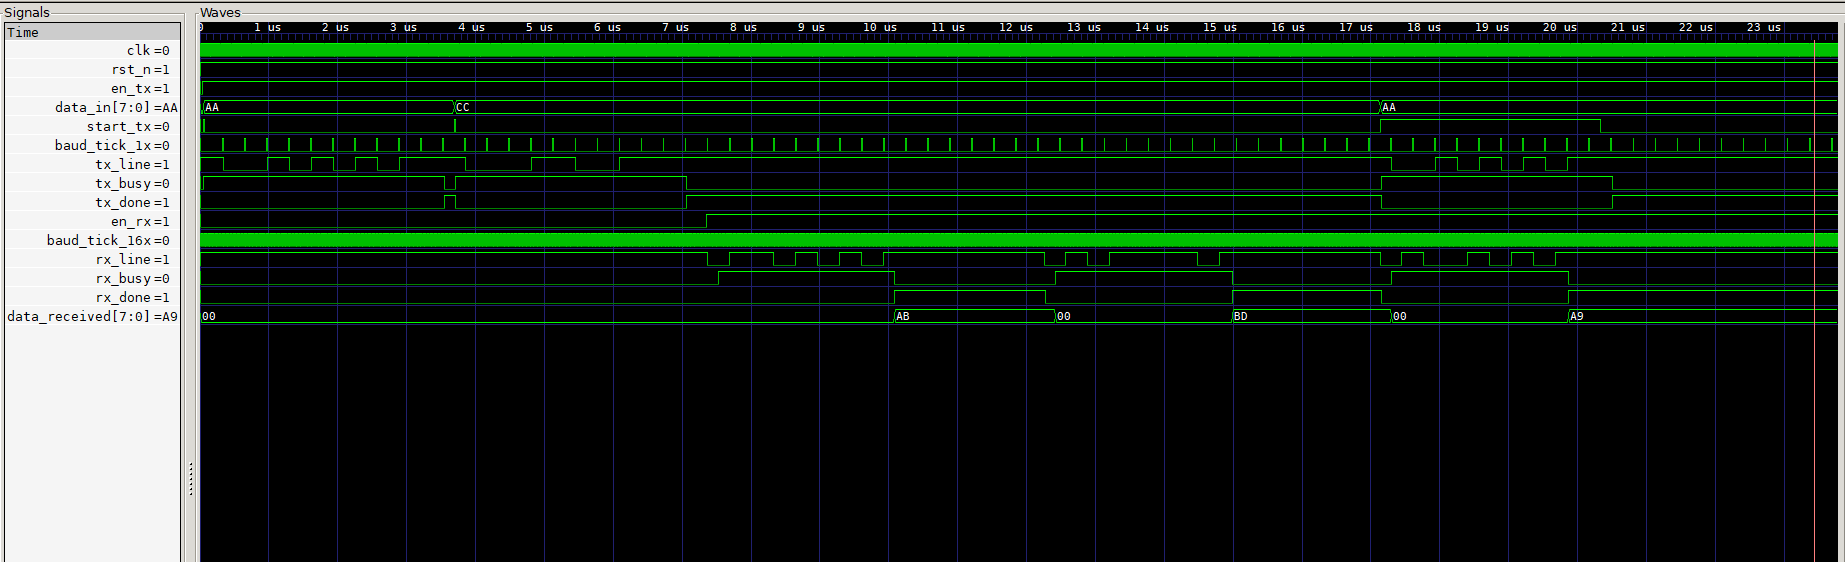 Signals
Waves
Time
0 1 us 2 us 3 us 4 us 5 us 6 us 7 us 8 us 9 us 10 us 11 us 12 us 13 us 14 us 15 us 16 us 17 us 18 us 19 us 20 us 21 us 22 us 23 us
clk=0
rst_n=1
en_tx=1
data_in[7:0]=AA AA CC AA
start_tx=0
baud_tick_1x=0
tx_line=1
tx_busy=0
tx_done=1
en_rx=1
baud_tick_16x=0
rx_line=1
rx_busy=0
rx_done=1
data_received[7:0]=A9 00 AB 00 BD 00 A9